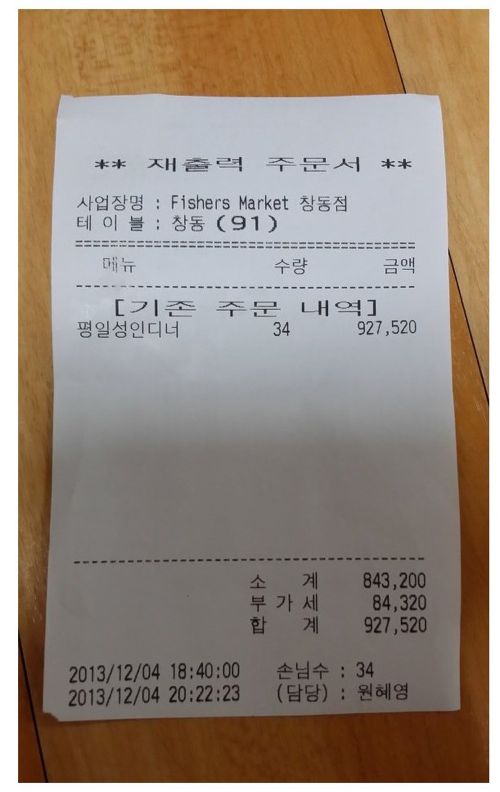 ** 재출력 주문서 **
사업장명 : Fishers Market 창동점
테 이 블 : 창동 (91)
메뉴 수량 금액
[기존 주문 내역]
평일성인디너 34 927,520
소 계 843,200
부 가 세 84,320
합 계 927,520
2013/12/04 18:40:00 손님수 : 34
2013/12/04 20:22:23 (담당) : 원혜영